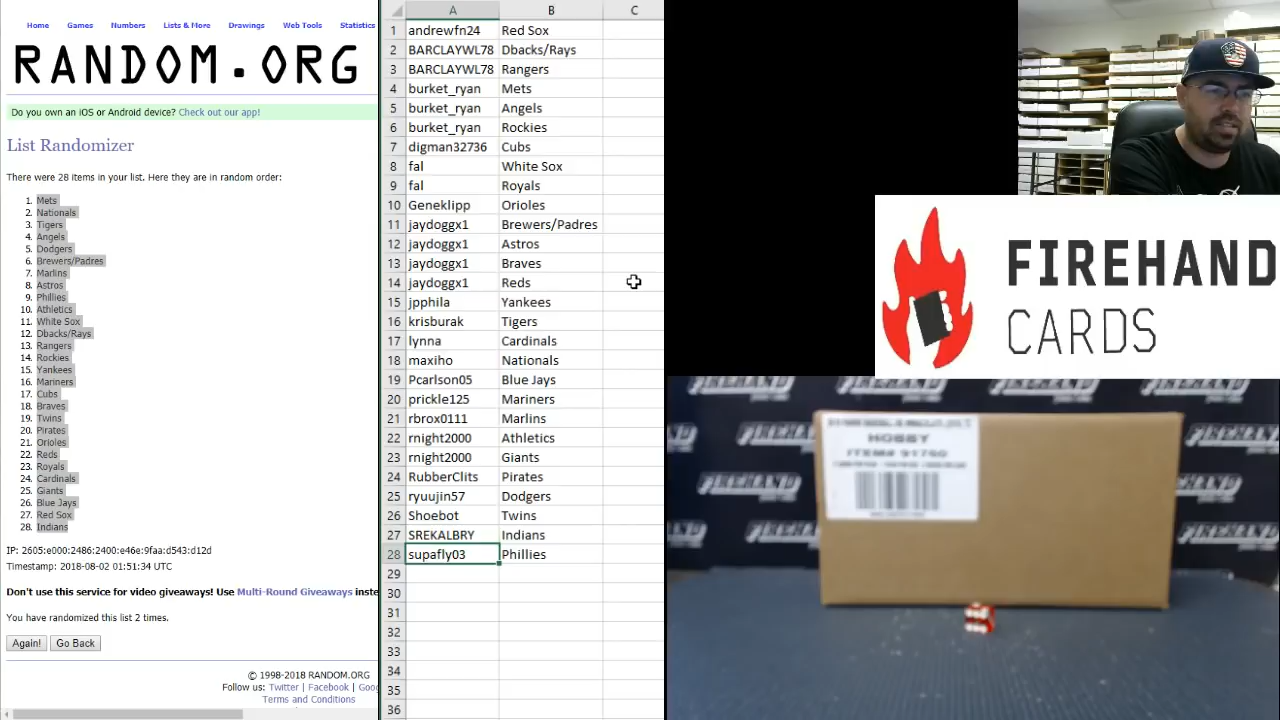 Home Games Numbers Lists & More Drawings Web Tools Statistics
RANDOM.ORG
Do you own an iOS or Android device? Check out our app!
List Randomizer
There were 28 items in your list. Here they are in random order:
1. Mets
2. Nationals
3. Tigers
4. Angels
5. Dodgers
6. Brewers/Padres
7. Marlins
8. Astros
9. Phillies
10. Athletics
11. White Sox
12. Dbacks/Rays
13. Rangers
14. Rockies
15. Yankees
16. Mariners
17. Cubs
18. Braves
19. Twins
20. Pirates
21. Orioles
22. Reds
23. Royals
24. Cardinals
25. Giants
26. Blue Jays
27. Red Sox
28. Indians
IP: 2605:e000:2486:2400:e46e:9faa:d543:d12d
Timestamp: 2018-08-02 01:51:34 UTC
Don't use this service for video giveaways! Use Multi-Round Giveaways inste
You have randomized this list 2 times.
Again! Go Back
© 1998-2018 RANDOM.ORG
Follow us: Twitter | Facebook | Goo
Terms and Conditions
A B C
1 andrewfn24 Red Sox
2 BARCLAYWL78 Dbacks/Rays
3 BARCLAYWL78 Rangers
4 burket_ryan Mets
5 burket_ryan Angels
6 burket_ryan Rockies
7 digman32736 Cubs
8 fal White Sox
9 fal Royals
10 Geneklipp Orioles
11 jaydoggx1 Brewers/Padres
12 jaydoggx1 Astros
13 jaydoggx1 Braves
14 jaydoggx1 Reds
15 jpphila Yankees
16 krisburak Tigers
17 lynna Cardinals
18 maxiho Nationals
19 Pcarlson05 Blue Jays
20 prickle125 Mariners
21 rbrox0111 Marlins
22 rnight2000 Athletics
23 rnight2000 Giants
24 RubberClits Pirates
25 ryuujin57 Dodgers
26 Shoebot Twins
27 SREKALBRY Indians
28 supafly03 Phillies
29
30
31
32
33
34
35
36
FIREHAND
CARDS
HOBBY
ITEM# 91760